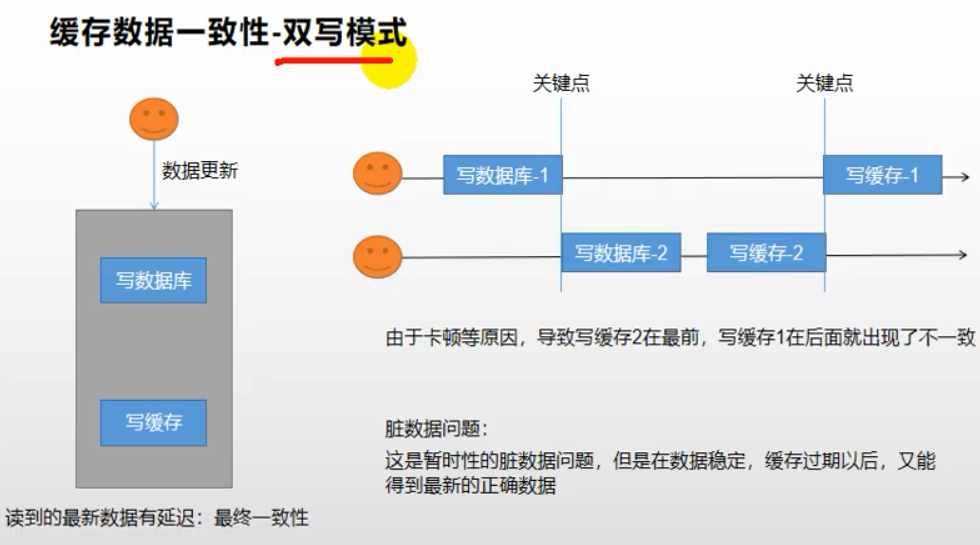 缓存数据一致性-双写模式
数据更新
写数据库
写缓存
读到的最新数据有延迟：最终一致性
关键点
关键点
写数据库-1
写缓存-1
写数据库-2
写缓存-2
由于卡顿等原因，导致写缓存2在最前，写缓存1在后面就出现了不一致
脏数据问题：
这是暂时性的脏数据问题，但是在数据稳定，缓存过期以后，又能
得到最新的正确数据